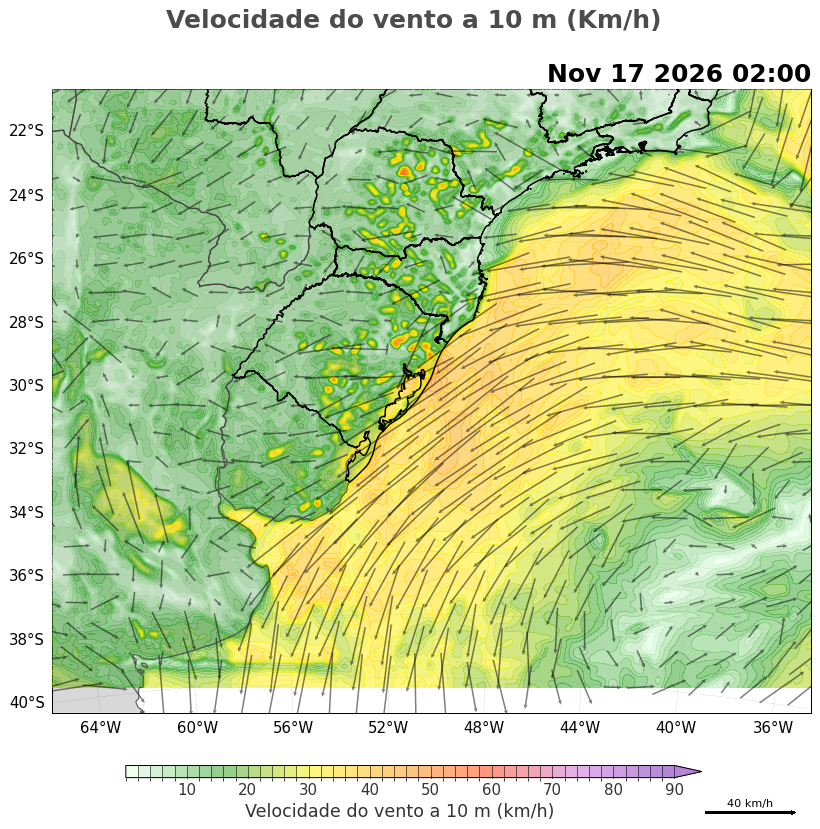 Velocidade do vento a 10 m (Km/h)
Nov 17 2026 02:00
22°S
24°S
26°S
28°S
30°S
32°S
34°S
36°S
38°S
40°S
64°W 60°W 56°W 52°W 48°W 44°W 40°W 36°W
10 20 30 40 50 60 70 80 90
Velocidade do vento a 10 m (km/h)
40 km/h